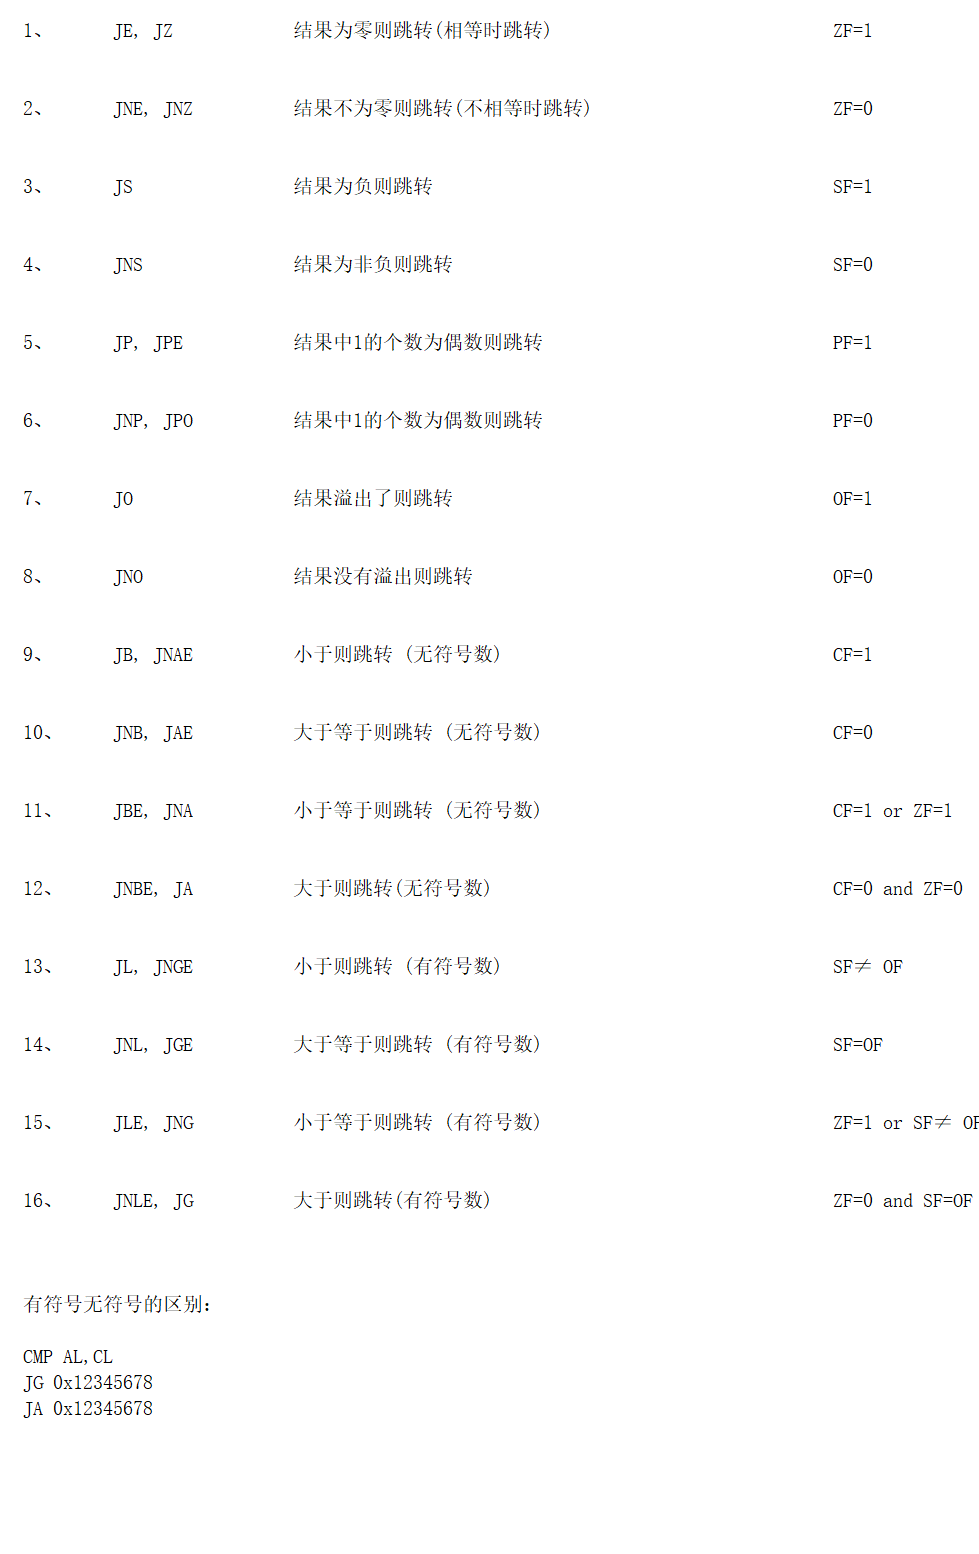 1、 JE, JZ 结果为零则跳转(相等时跳转) ZF=1
2、 JNE, JNZ 结果不为零则跳转(不相等时跳转) ZF=0
3、 JS 结果为负则跳转 SF=1
4、 JNS 结果为非负则跳转 SF=0
5、 JP, JPE 结果中1的个数为偶数则跳转 PF=1
6、 JNP, JPO 结果中1的个数为偶数则跳转 PF=0
7、 JO 结果溢出了则跳转 OF=1
8、 JNO 结果没有溢出则跳转 OF=0
9、 JB, JNAE 小于则跳转 (无符号数) CF=1
10、 JNB, JAE 大于等于则跳转 (无符号数) CF=0
11、 JBE, JNA 小于等于则跳转 (无符号数) CF=1 or ZF=1
12、 JNBE, JA 大于则跳转(无符号数) CF=0 and ZF=0
13、 JL, JNGE 小于则跳转 (有符号数) SF≠ OF
14、 JNL, JGE 大于等于则跳转 (有符号数) SF=OF
15、 JLE, JNG 小于等于则跳转 (有符号数) ZF=1 or SF≠ OF
16、 JNLE, JG 大于则跳转(有符号数) ZF=0 and SF=OF
有符号无符号的区别:
CMP AL,CL
JG 0x12345678
JA 0x12345678